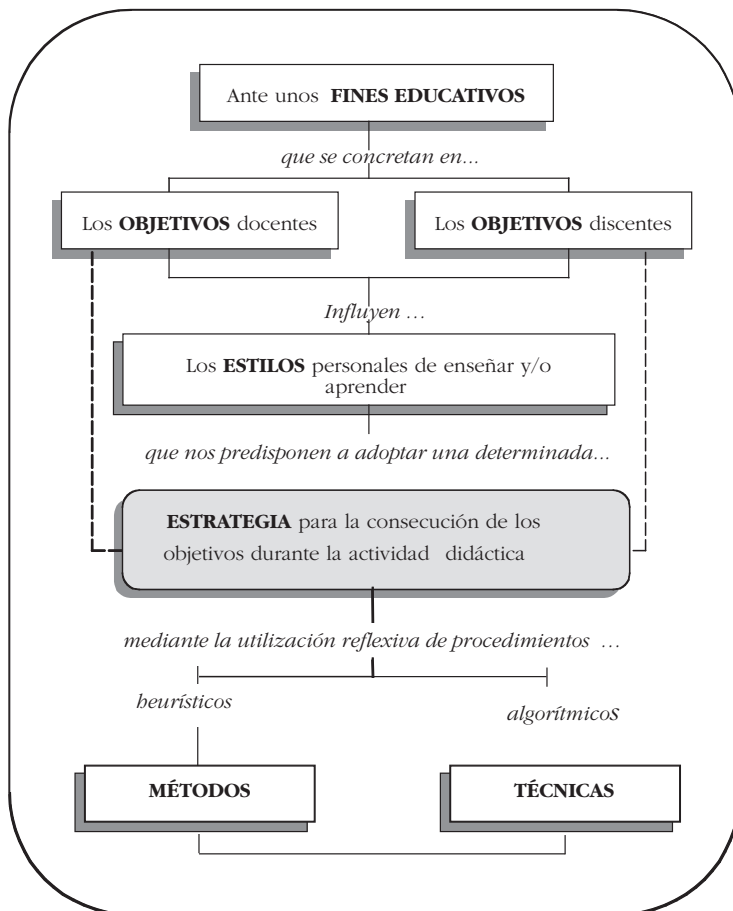 Ante unos FINES EDUCATIVOS
que se concretan en...
Los OBJETIVOS docentes
Los OBJETIVOS discentes
Influyen ...
Los ESTILOS personales de enseñar y/o
aprender
que nos predisponen a adoptar una determinada...
ESTRATEGIA para la consecución de los
objetivos durante la actividad didáctica
mediante la utilización reflexiva de procedimientos ...
heurísticos
algorítmicos
MÉTODOS
TÉCNICAS